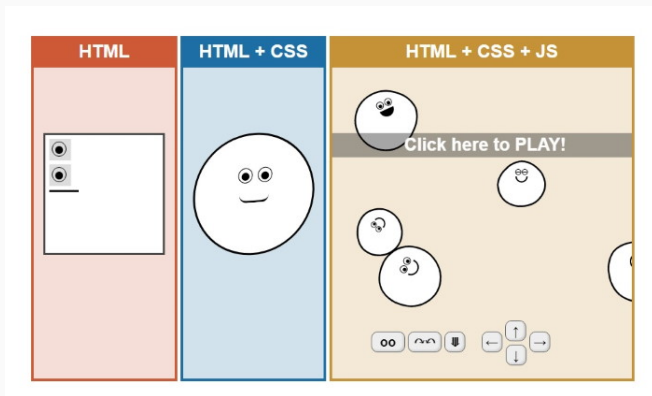 HTML
HTML + CSS
HTML + CSS + JS
Click here to PLAY!
← ↑ →
↓